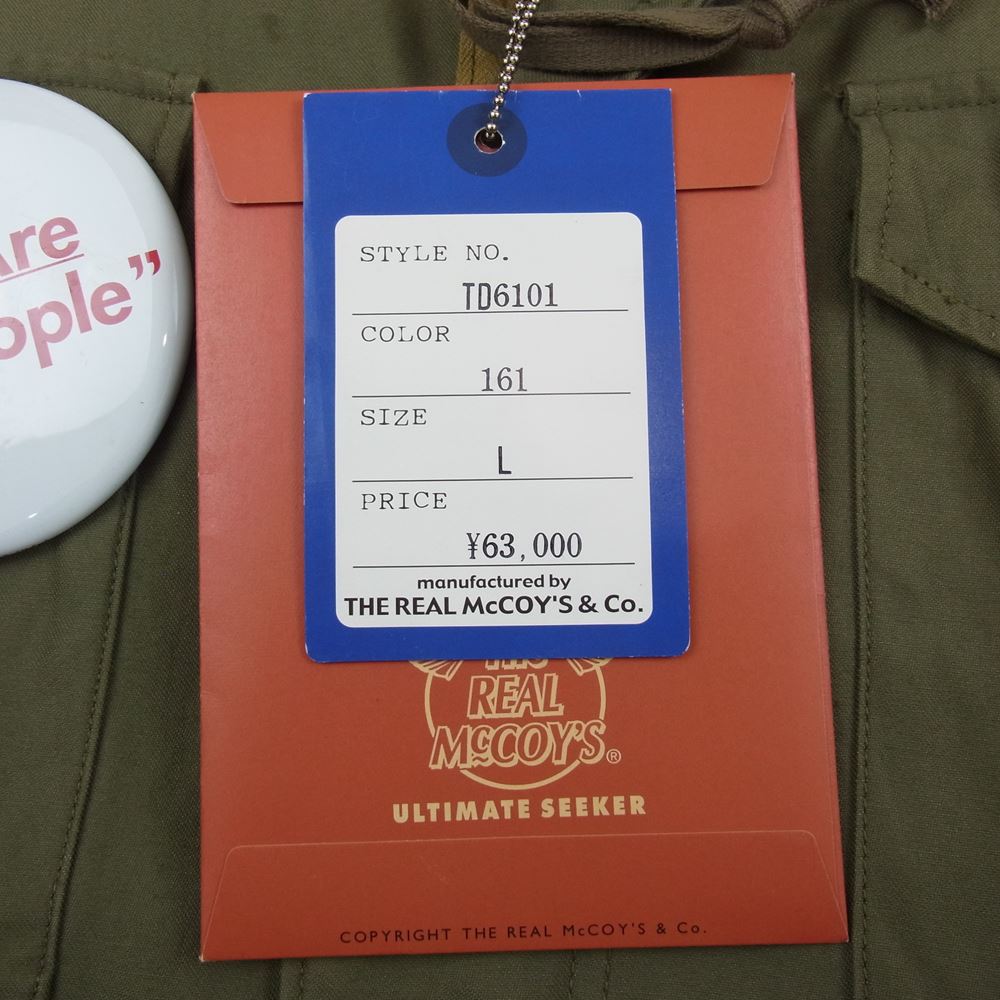 Are
ople”
STYLE NO.
TD6101
COLOR
161
SIZE
L
PRICE
¥63,000
manufactured by
THE REAL McCOY'S & Co.
REAL
McCOY'S®
ULTIMATE SEEKER
COPYRIGHT THE REAL McCOY'S & Co.